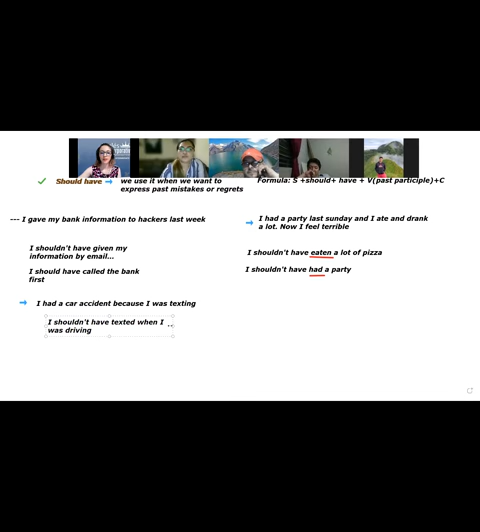 Should have
we use it when we want to
express past mistakes or regrets
Formula: S +should+ have + V(past participle)+C
--- I gave my bank information to hackers last week
I shouldn't have given my
information by email...
I should have called the bank
first
I had a car accident because I was texting
I shouldn't have texted when I
was driving
I had a party last sunday and I ate and drank
a lot. Now I feel terrible
I shouldn't have eaten a lot of pizza
I shouldn't have had a party